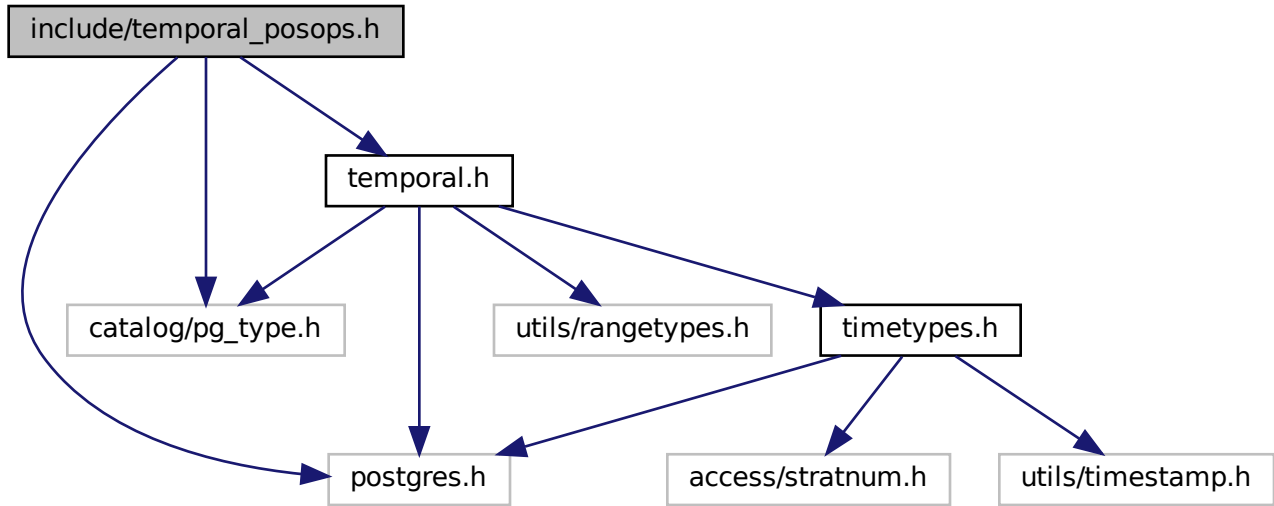 include/temporal_posops.h
temporal.h
catalog/pg_type.h
utils/rangetypes.h
timetypes.h
postgres.h
access/stratnum.h
utils/timestamp.h